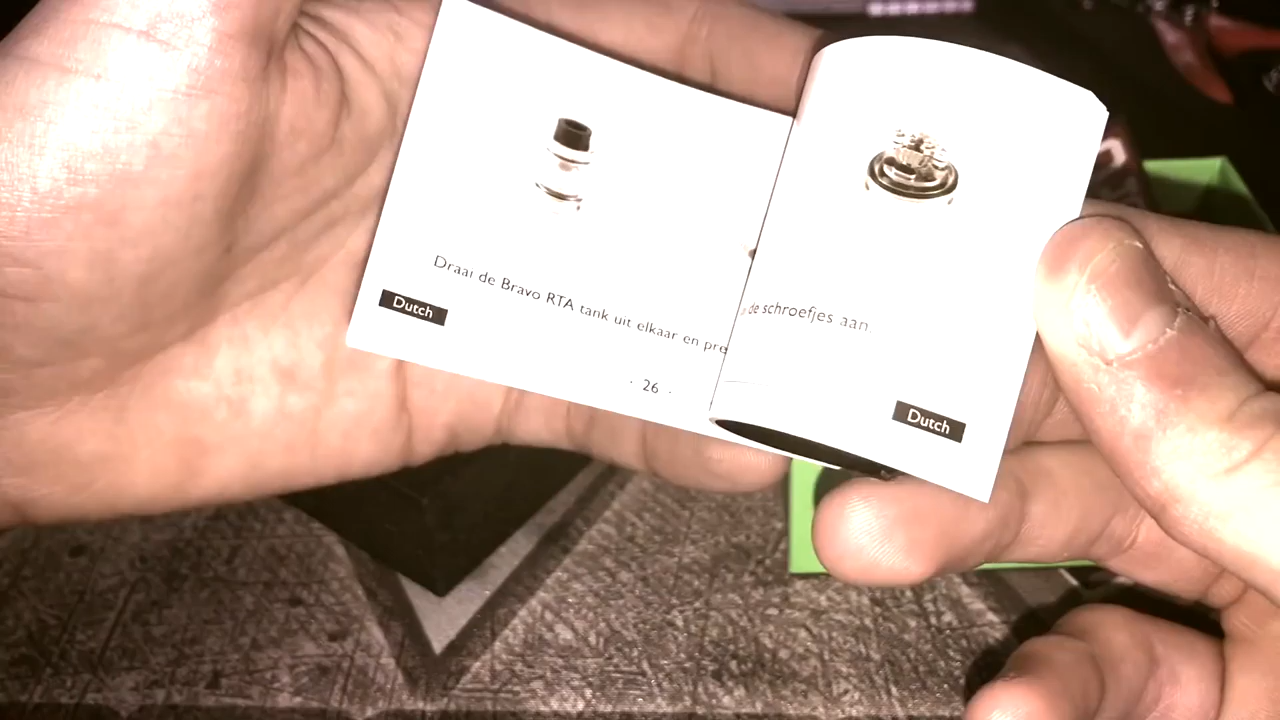 Draai de Bravo RTA tank uit elkaar en pre
Dutch
· 26 ·
de schroefjes aan.
Dutch